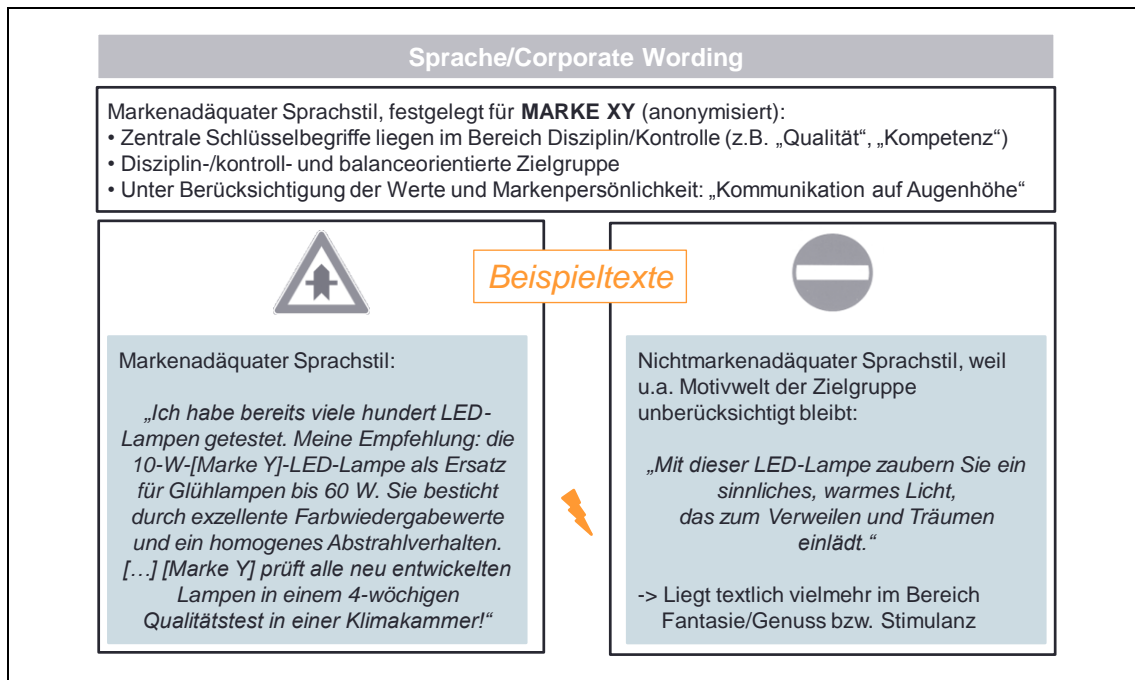 Sprache/Corporate Wording
Markenadäquater Sprachstil, festgelegt für MARKE XY (anonymisiert):
• Zentrale Schlüsselbegriffe liegen im Bereich Disziplin/Kontrolle (z.B. „Qualität“, „Kompetenz“)
• Disziplin-/kontroll- und balanceorientierte Zielgruppe
• Unter Berücksichtigung der Werte und Markenpersönlichkeit: „Kommunikation auf Augenhöhe“
Beispieltexte
Markenadäquater Sprachstil:
„Ich habe bereits viele hundert LED-
Lampen getestet. Meine Empfehlung: die
10-W-[Marke Y]-LED-Lampe als Ersatz
für Glühlampen bis 60 W. Sie besticht
durch exzellente Farbwiedergabewerte
und ein homogenes Abstrahlverhalten.
[…] [Marke Y] prüft alle neu entwickelten
Lampen in einem 4-wöchigen
Qualitätstest in einer Klimakammer!“
Nichtmarkenadäquater Sprachstil, weil
u.a. Motivwelt der Zielgruppe
unberücksichtigt bleibt:
„Mit dieser LED-Lampe zaubern Sie ein
sinnliches, warmes Licht,
das zum Verweilen und Träumen
einlädt.“
-> Liegt textlich vielmehr im Bereich
Fantasie/Genuss bzw. Stimulanz